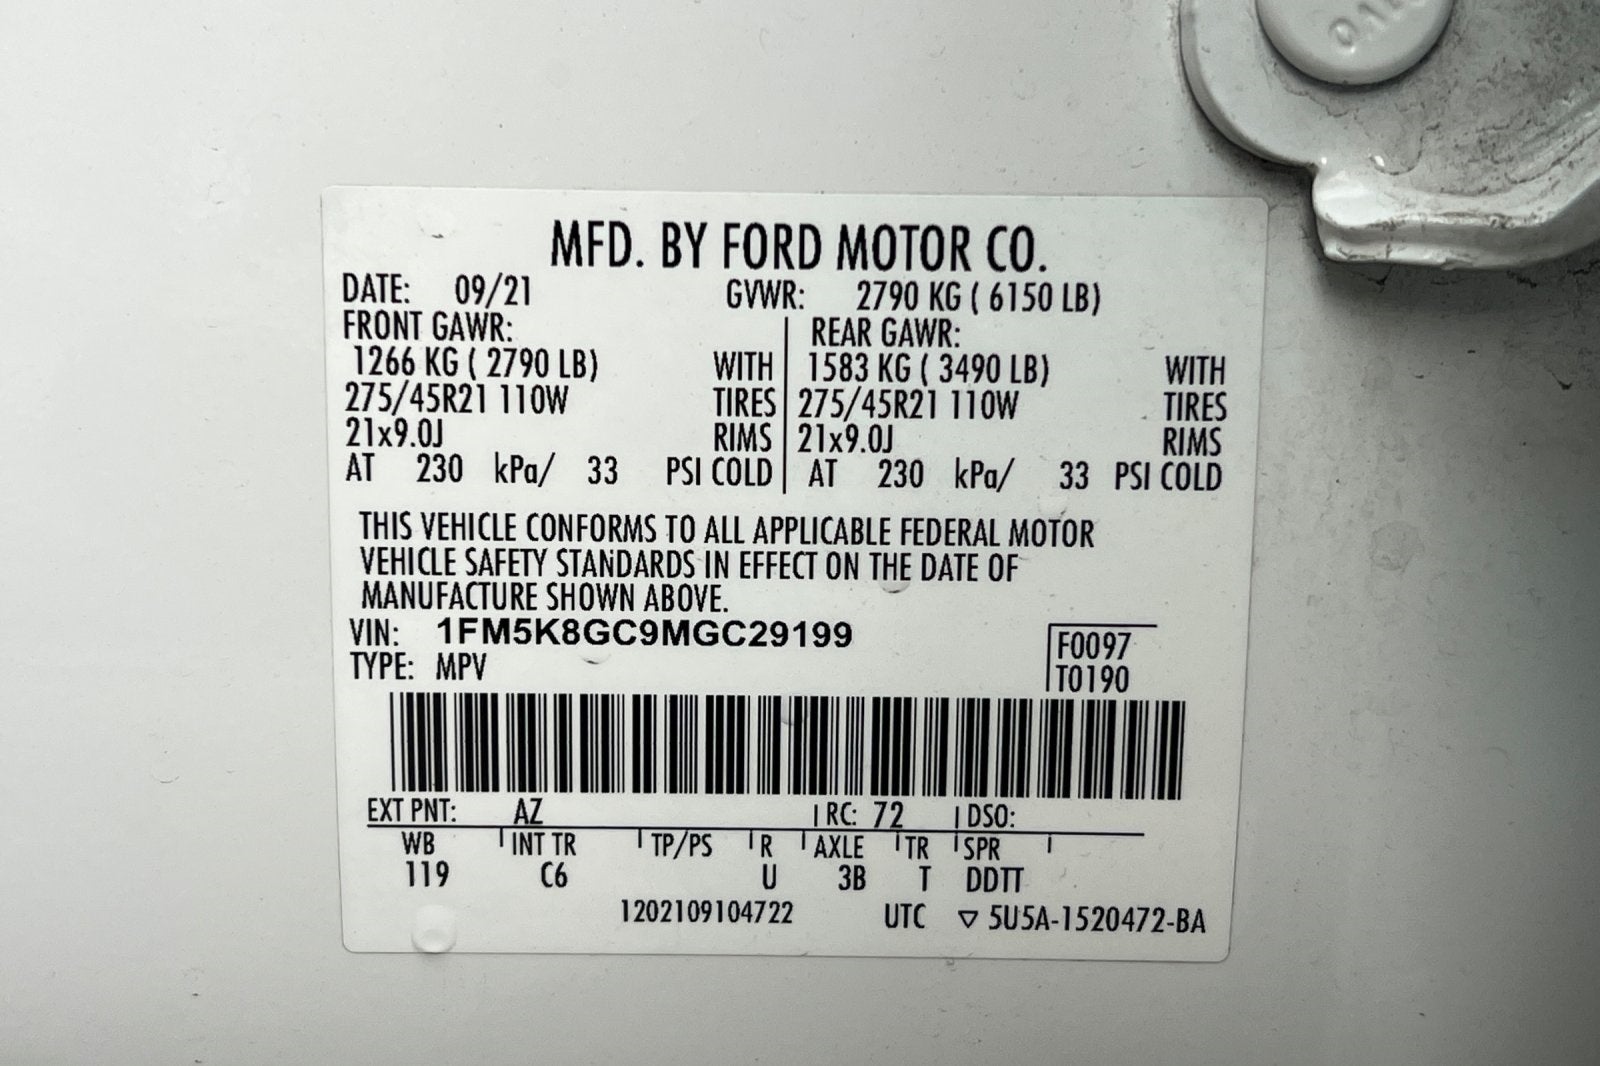 MFD. BY FORD MOTOR CO.
DATE: 09/21 GVWR: 2790 KG ( 6150 LB)
FRONT GAWR: REAR GAWR:
1266 KG ( 2790 LB) WITH 1583 KG ( 3490 LB) WITH
275/45R21 110W TIRES 275/45R21 110W TIRES
21x9.0J RIMS 21x9.0J RIMS
AT 230 kPa/ 33 PSI COLD AT 230 kPa/ 33 PSI COLD
THIS VEHICLE CONFORMS TO ALL APPLICABLE FEDERAL MOTOR
VEHICLE SAFETY STANDARDS IN EFFECT ON THE DATE OF
MANUFACTURE SHOWN ABOVE.
VIN: 1FM5K8GC9MGC29199 F0097
TYPE: MPV T0190
EXT PNT: AZ RC: 72 DSO:
WB INT TR TP/PS R AXLE TR SPR
119 C6 U 3B T DDTT
1202109104722 UTC ▽ 5U5A-1520472-BA